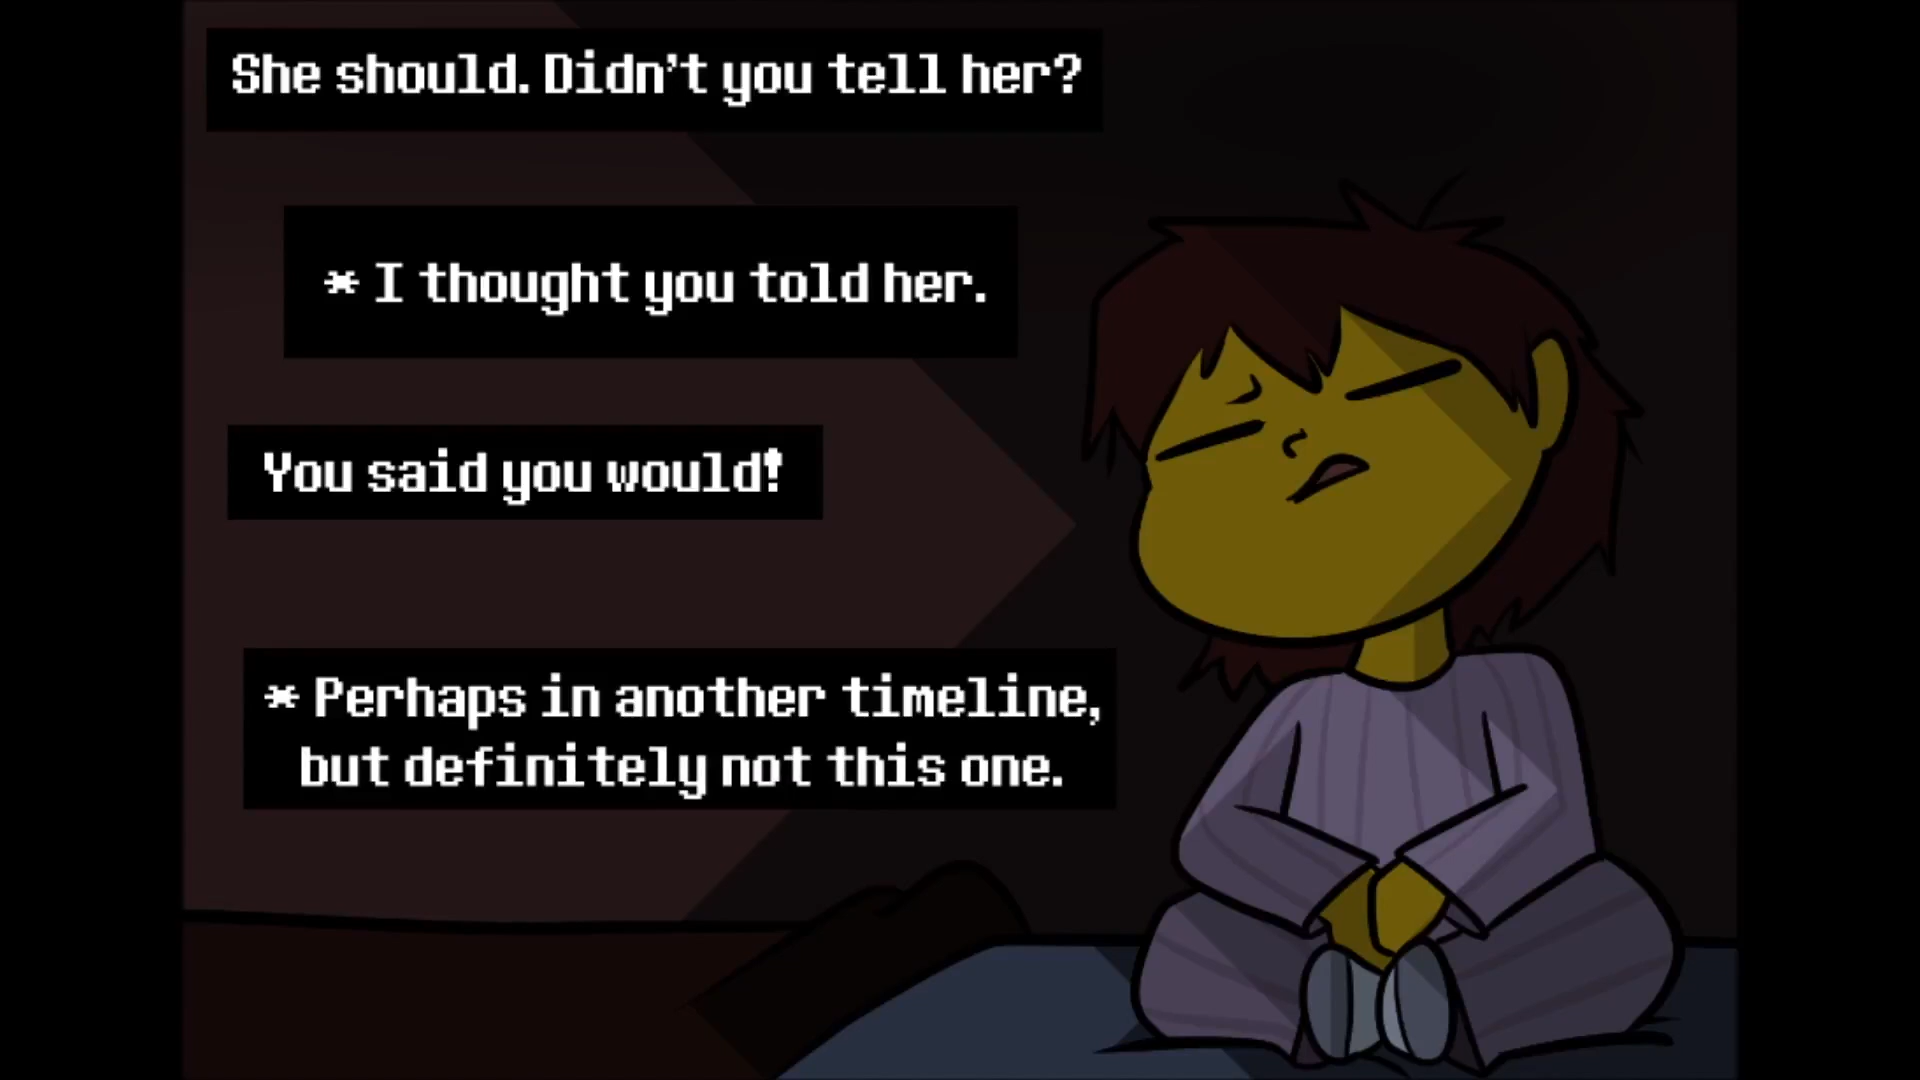 She should. Didn't you tell her?
* I thought you told her.
You said you would!
* Perhaps in another timeline,
but definitely not this one.